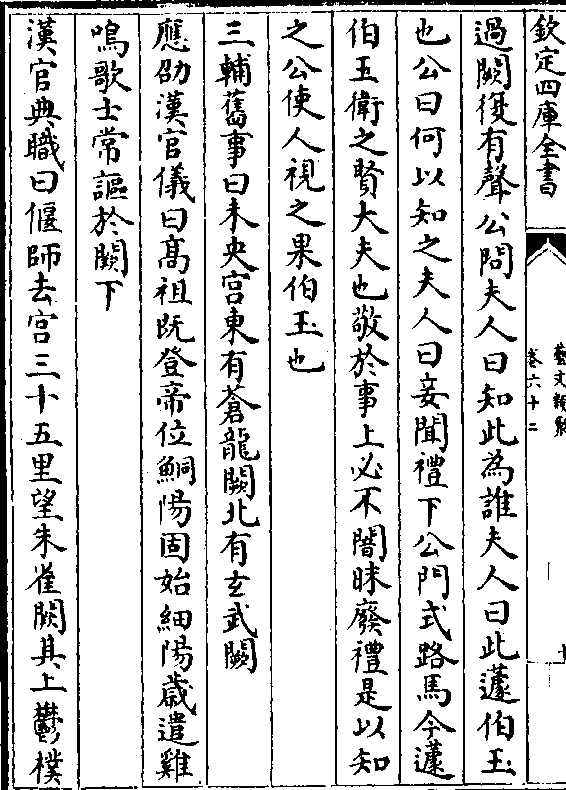 欽定四庫全書
藝文類聚
卷六十二
過闕復有聲公問夫人曰知此為誰夫人曰此蘧伯玉
也公曰何以知之夫人曰妾聞禮下公門式路馬今蘧
伯玉衛之賢大夫也敬於事上必不闇昧廢禮是以知
之公使人視之果伯玉也
三輔舊事曰未央宫東有蒼龍闕北有玄武闕
應劭漢官儀曰高祖既登帝位鮦陽固始細陽歲遣雞
鳴歌士常謳於闕下
漢官典職曰偃師去宫三十五里望朱雀闕其上鬱樸